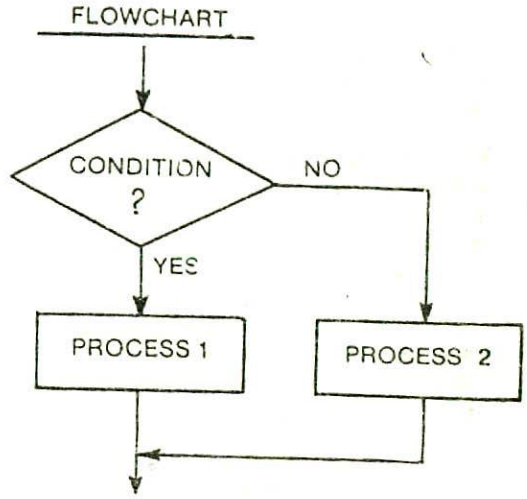 FLOWCHART
CONDITION
?
NO
YES
PROCESS 1
PROCESS 2